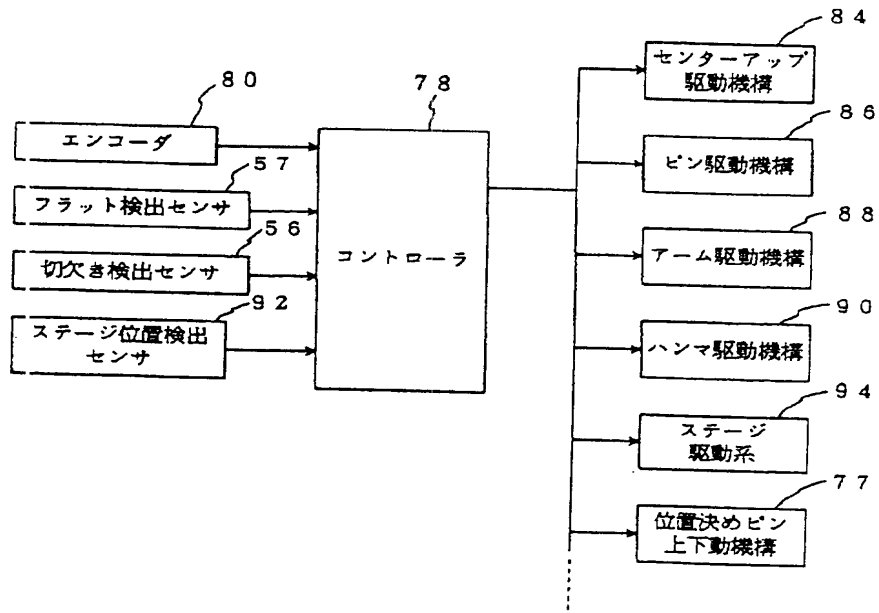 80
エンコーダ
57
フラット検出センサ
56
切欠き検出センサ
92
ステージ位置検出
センサ
78
コントローラ
84
センターアップ
駆動機構
86
ピン駆動機構
88
アーム駆動機構
90
ハンマ駆動機構
94
ステージ
駆動系
77
位置決めピン
上下動機構